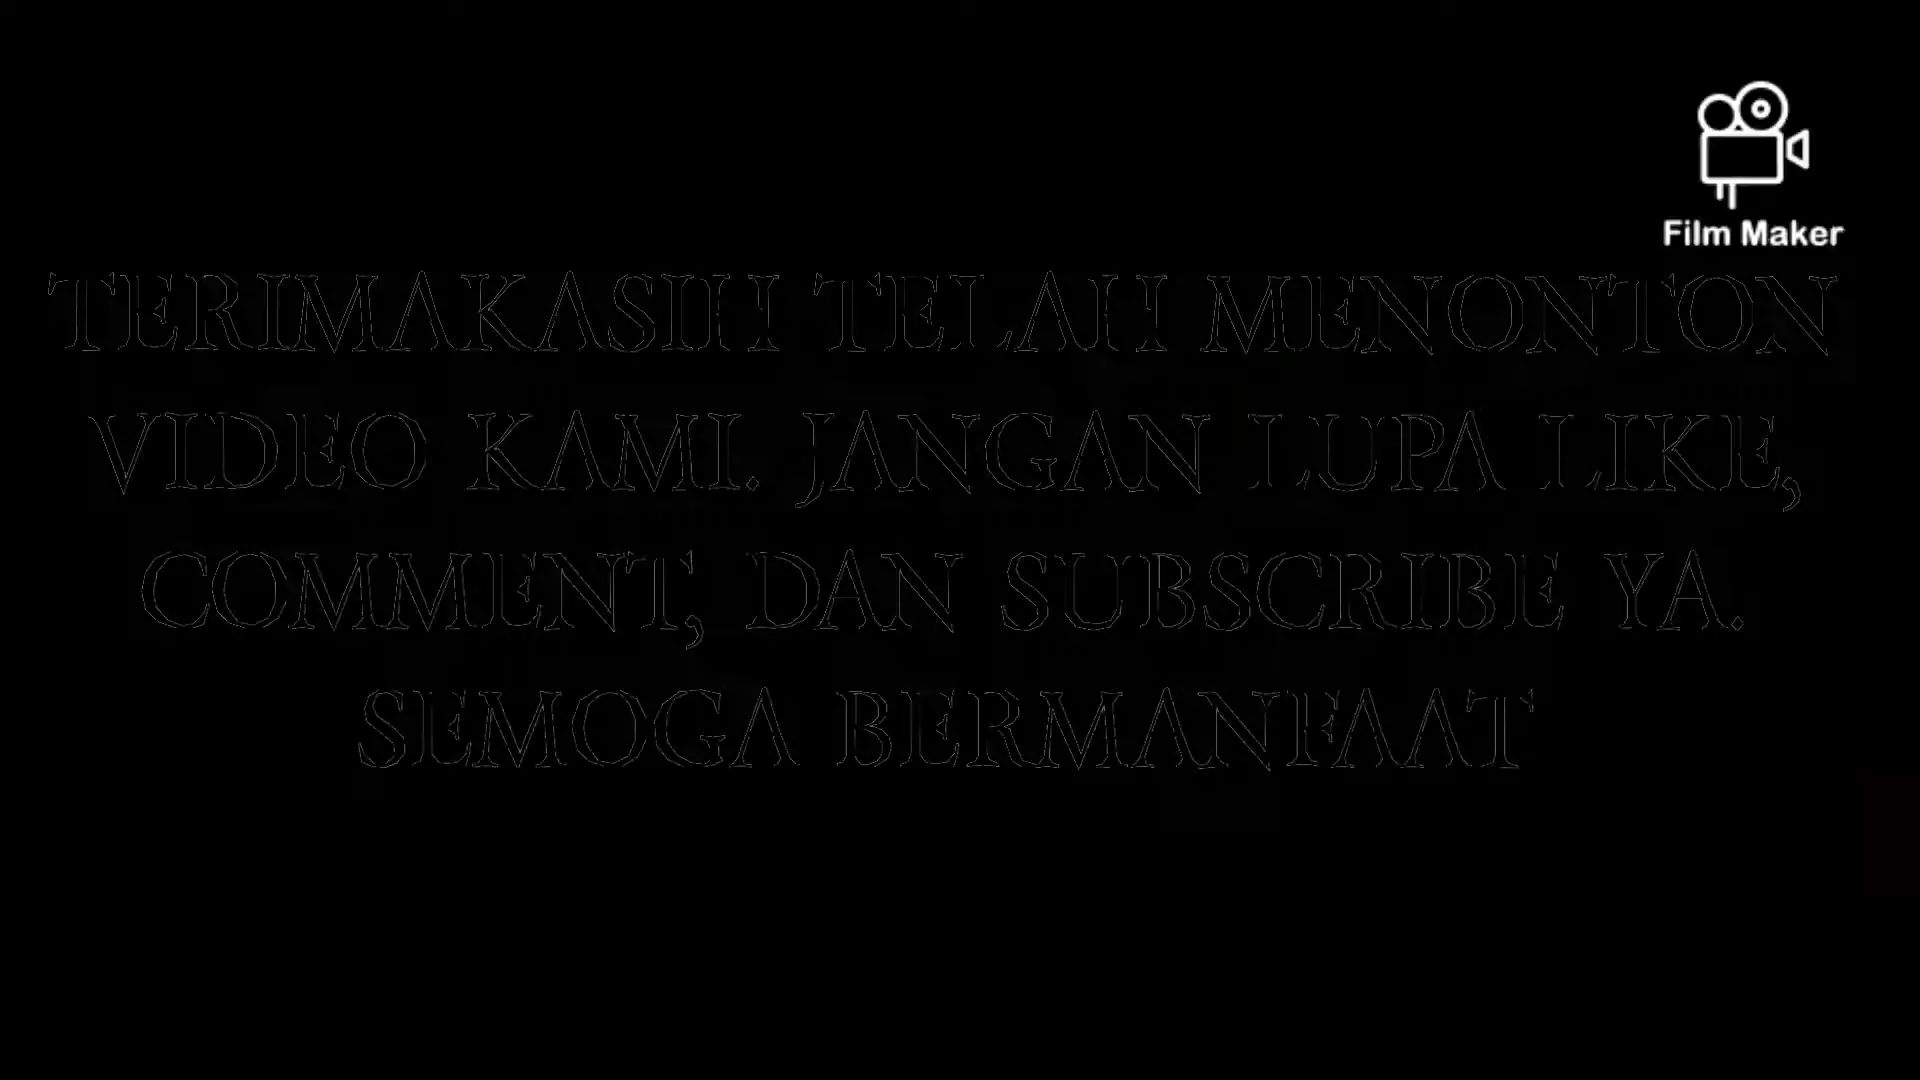 Film Maker
TERIMAKASIH TELAH MENONTON
VIDEO KAMI. JANGAN LUPA LIKE,
COMMENT, DAN SUBSCRIBE YA.
SEMOGA BERMANFAAT